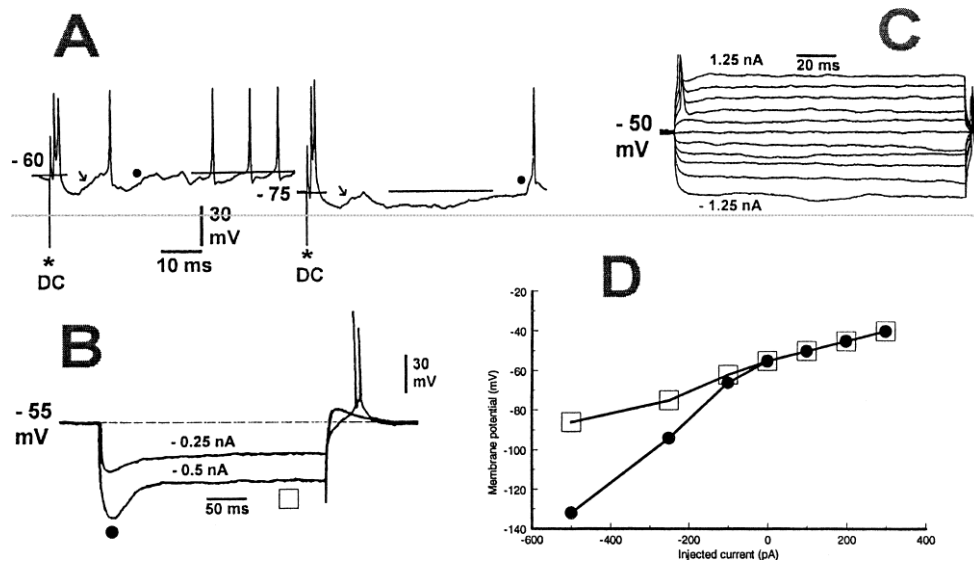 A
C
1.25 nA
20 ms
- 50
mV
- 1.25 nA
- 60
- 75
30
mV
10 ms
*
DC
*
DC
B
30
mV
- 55
mV
- 0.25 nA
- 0.5 nA
50 ms
D
Membrane potential (mV)
-20
-40
-60
-80
-100
-120
-140
-600
-400
-200
0
200
400
Injected current (pA)